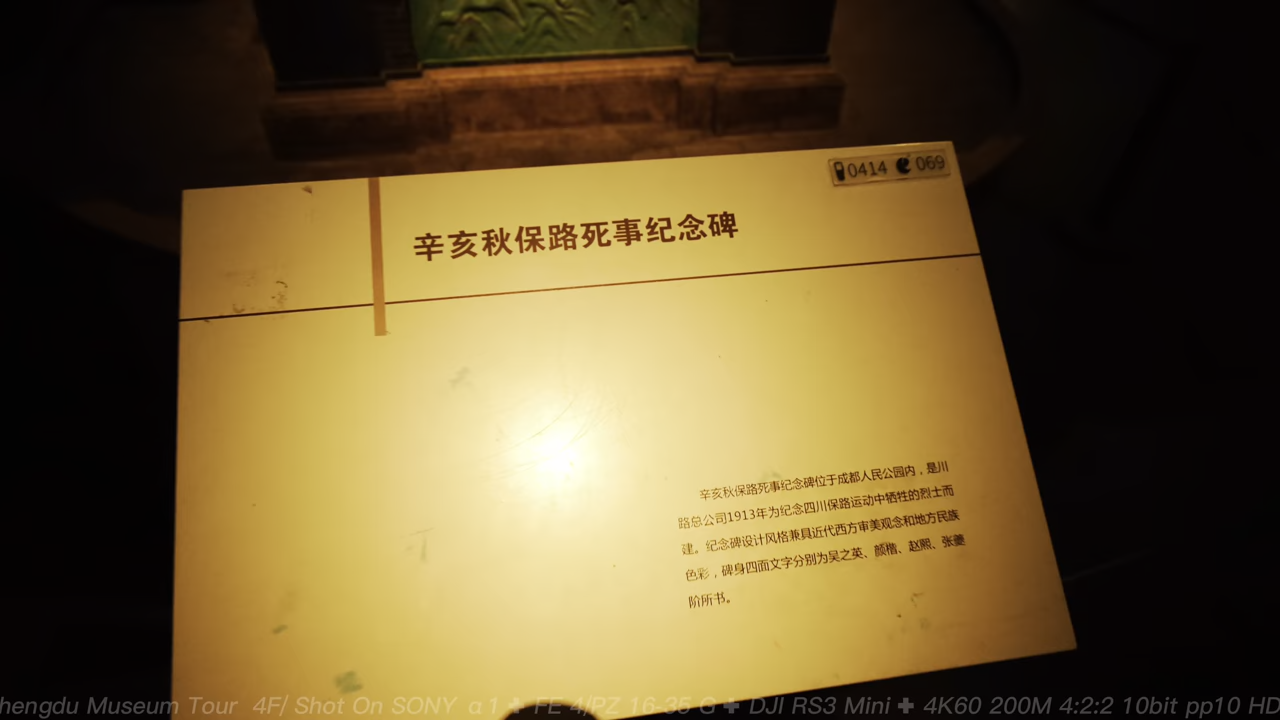 0414 069
辛亥秋保路死事纪念碑
辛亥秋保路死事纪念碑位于成都人民公园内，是川
路总公司1913年为纪念四川保路运动中牺牲的烈士而
建。纪念碑设计风格兼具近代西方审美观念和地方民族
色彩，碑身四面文字分别为吴之英、颜楷、赵熙、张夔
阶所书。
hengdu Museum Tour 4F/ Shot On SONY α1 + FE 4/PZ 16-35 G + DJI RS3 Mini + 4K60 200M 4:2:2 10bit pp10 HD